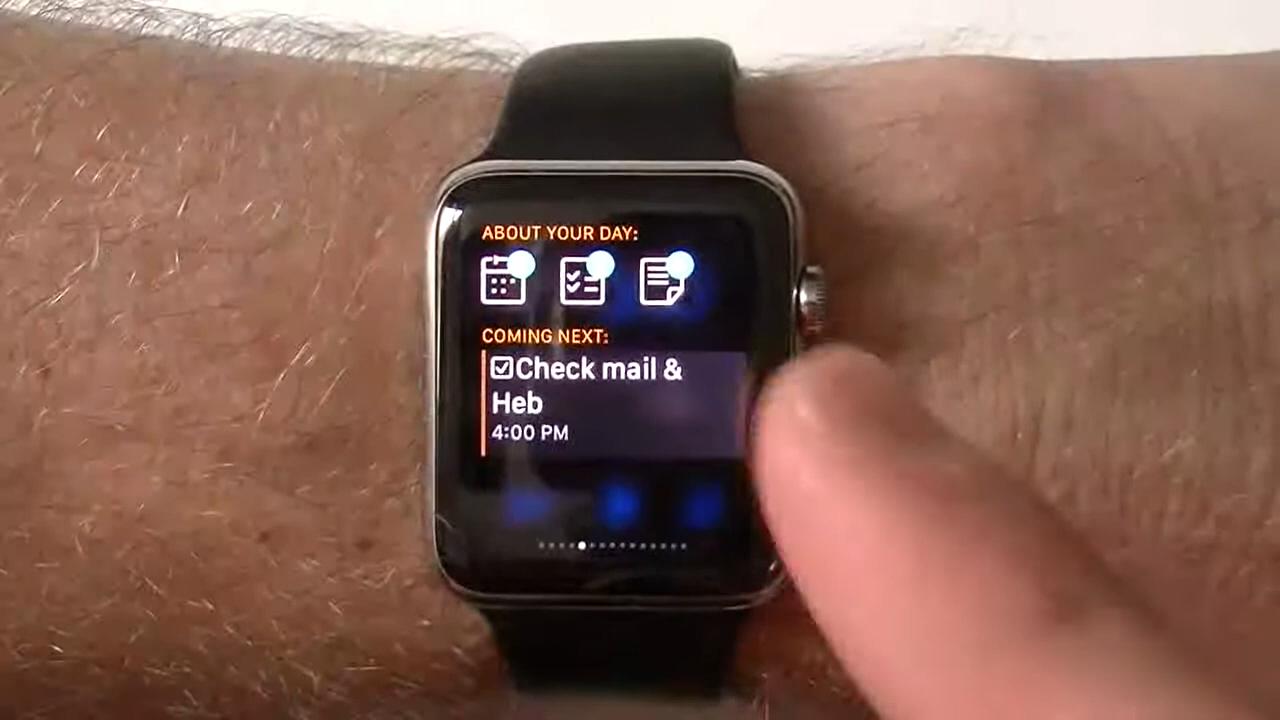 ABOUT YOUR DAY:
COMING NEXT:
Check mail &
Heb
4:00 PM